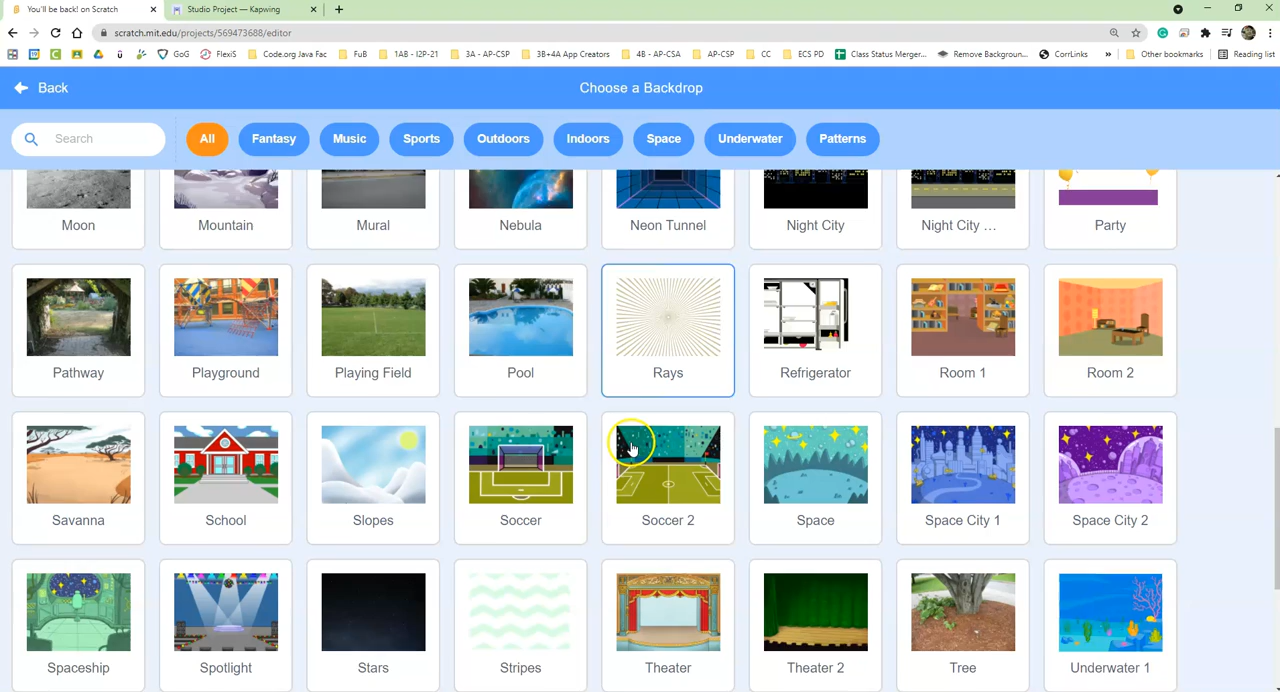 You'll be back! on Scratch
Studio Project — Kapwing
scratch.mit.edu/projects/569473688/editor
GoG
FlexiS
Code.org Java Fac
FuB
1AB - I2P-21
3A - AP-CSP
3B+4A App Creators
4B - AP-CSA
AP-CSP
CC
ECS PD
Class Status Merger...
Remove Backgroun...
CorrLinks
»
Other bookmarks
Reading list
Back
Choose a Backdrop
Search
All
Fantasy
Music
Sports
Outdoors
Indoors
Space
Underwater
Patterns
Moon
Mountain
Mural
Nebula
Neon Tunnel
Night City
Night City ...
Party
Pathway
Playground
Playing Field
Pool
Rays
Refrigerator
Room 1
Room 2
Savanna
School
Slopes
Soccer
Soccer 2
Space
Space City 1
Space City 2
Spaceship
Spotlight
Stars
Stripes
Theater
Theater 2
Tree
Underwater 1